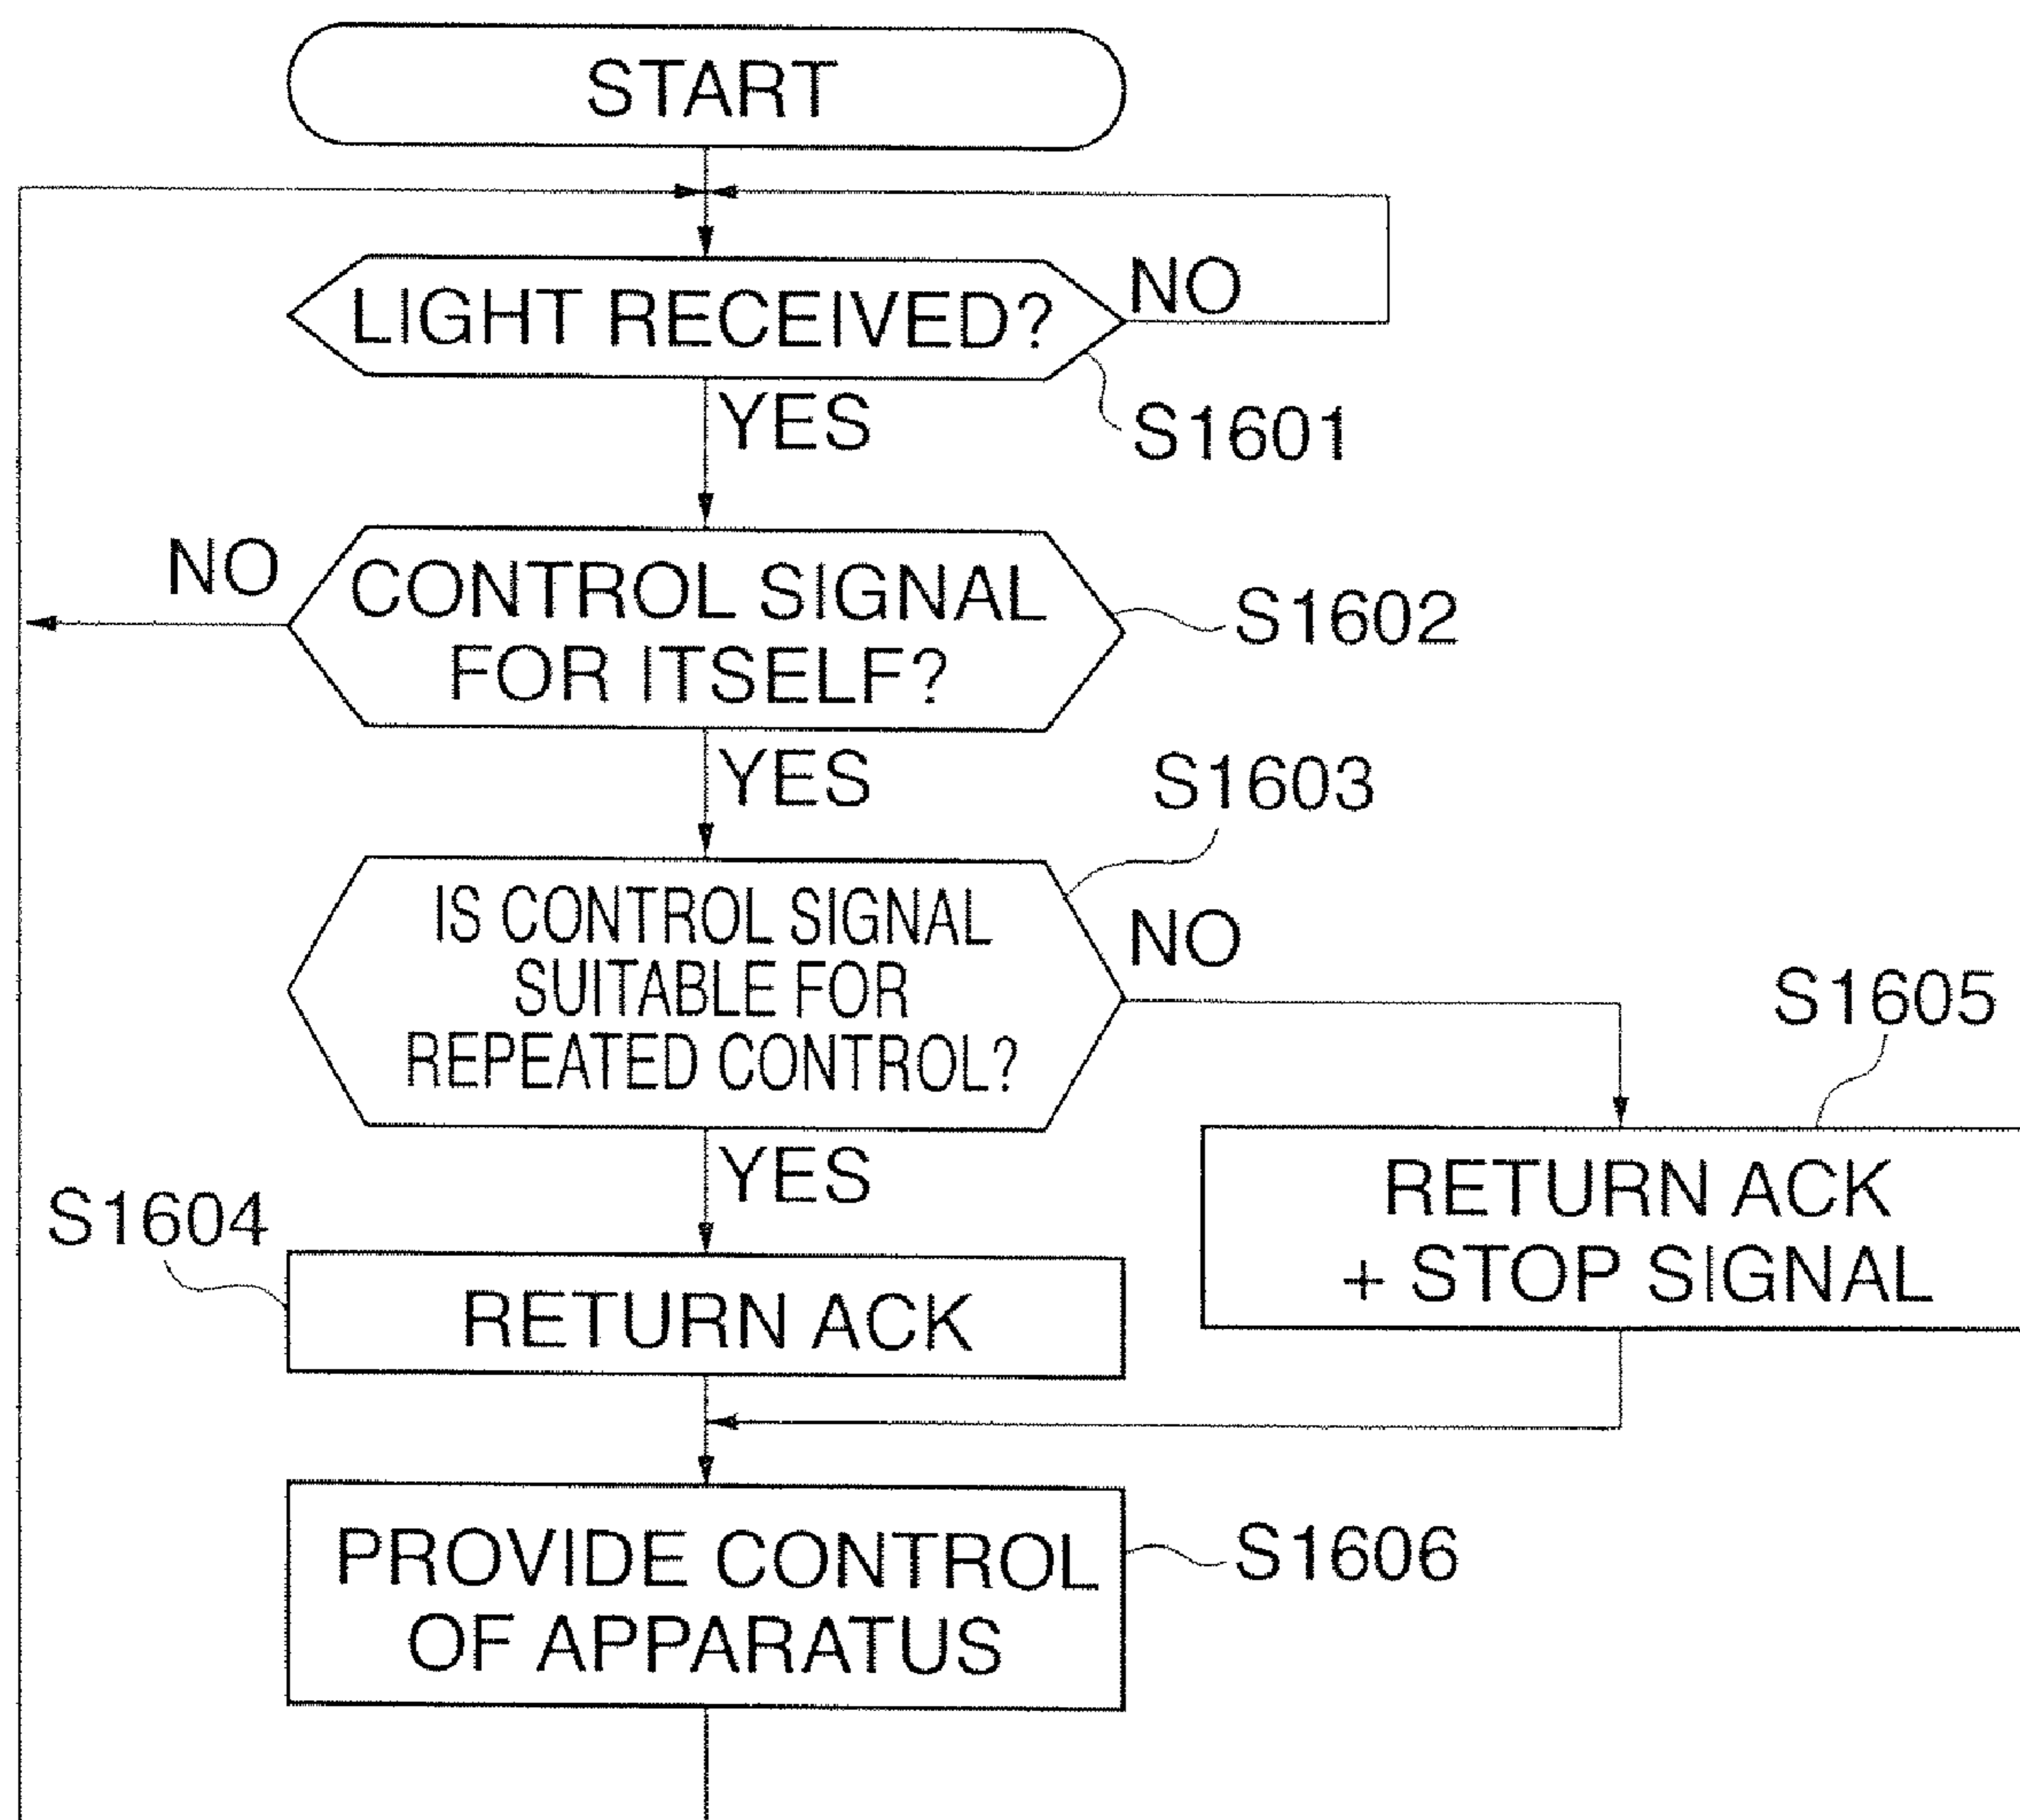 START
LIGHT RECEIVED?
NO
YES
S1601
NO
CONTROL SIGNAL
FOR ITSELF?
S1602
YES
S1603
IS CONTROL SIGNAL
SUITABLE FOR
REPEATED CONTROL?
NO
S1605
YES
S1604
RETURN ACK
RETURN ACK
+ STOP SIGNAL
PROVIDE CONTROL
OF APPARATUS
S1606